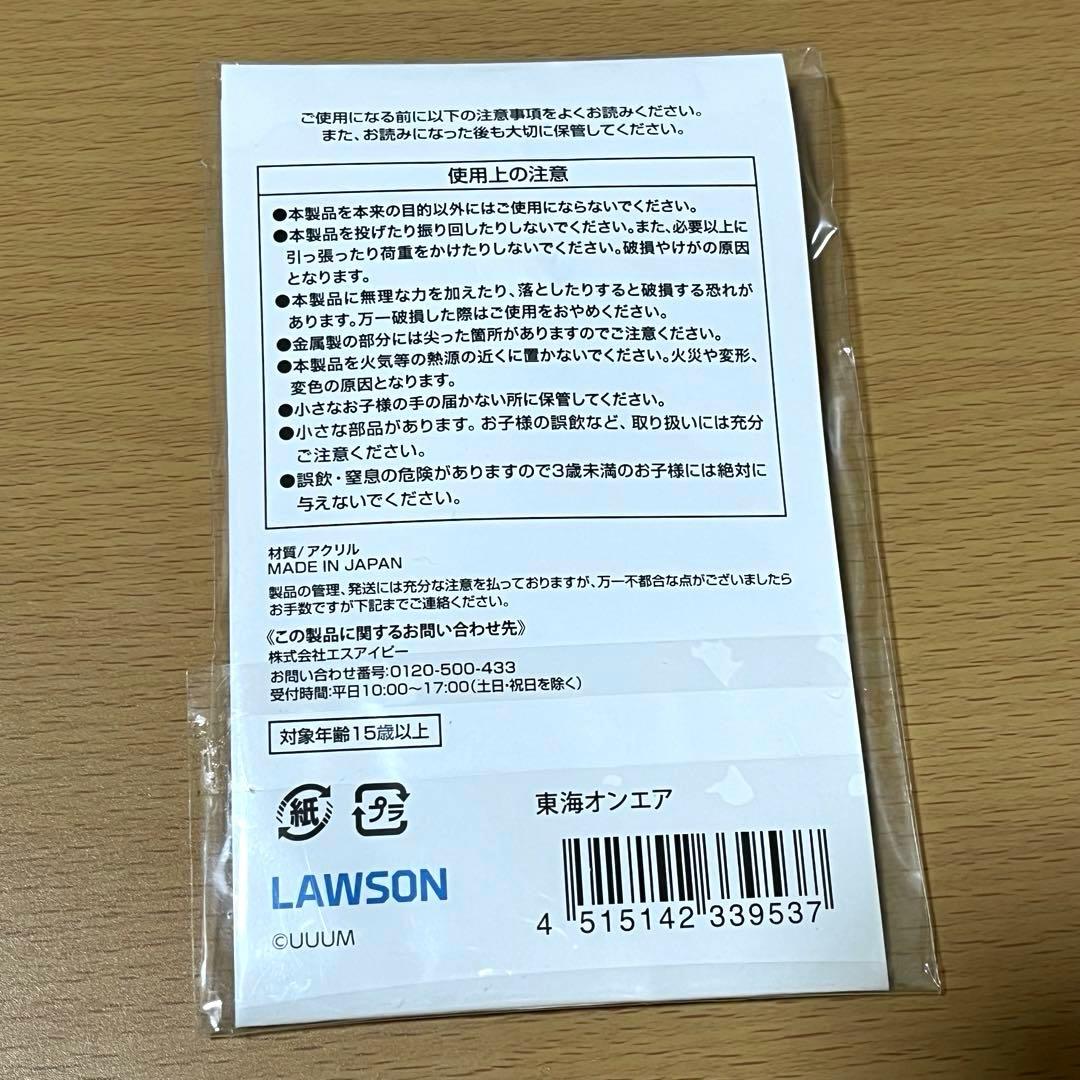 ご使用になる前に以下の注意事項をよくお読みください。
また、お読みになった後も大切に保管してください。
使用上の注意
●本製品を本来の目的以外にはご使用にならないでください。
●本製品を投げたり振り回したりしないでください。また、必要以上に
引っ張ったり荷重をかけたりしないでください。破損やけがの原因
となります。
●本製品に無理な力を加えたり、落としたりすると破損する恐れが
あります。万一破損した際はご使用をおやめください。
●金属製の部分には尖った箇所がありますのでご注意ください。
●本製品を火気等の熱源の近くに置かないでください。火災や変形、
変色の原因となります。
●小さなお子様の手の届かない所に保管してください。
●小さな部品があります。お子様の誤飲など、取り扱いには充分
ご注意ください。
●誤飲・窒息の危険がありますので3歳未満のお子様には絶対に
与えないでください。
材質/アクリル
MADE IN JAPAN
製品の管理、発送には充分な注意を払っておりますが、万一不都合な点がございましたら
お手数ですが下記までご連絡ください。
《この製品に関するお問い合わせ先》
株式会社エスアイピー
お問い合わせ番号:0120-500-433
受付時間:平日10:00～17:00(土日・祝日を除く)
対象年齢15歳以上
紙 プラ
東海オンエア
LAWSON
4 515142 339537
©UUUM